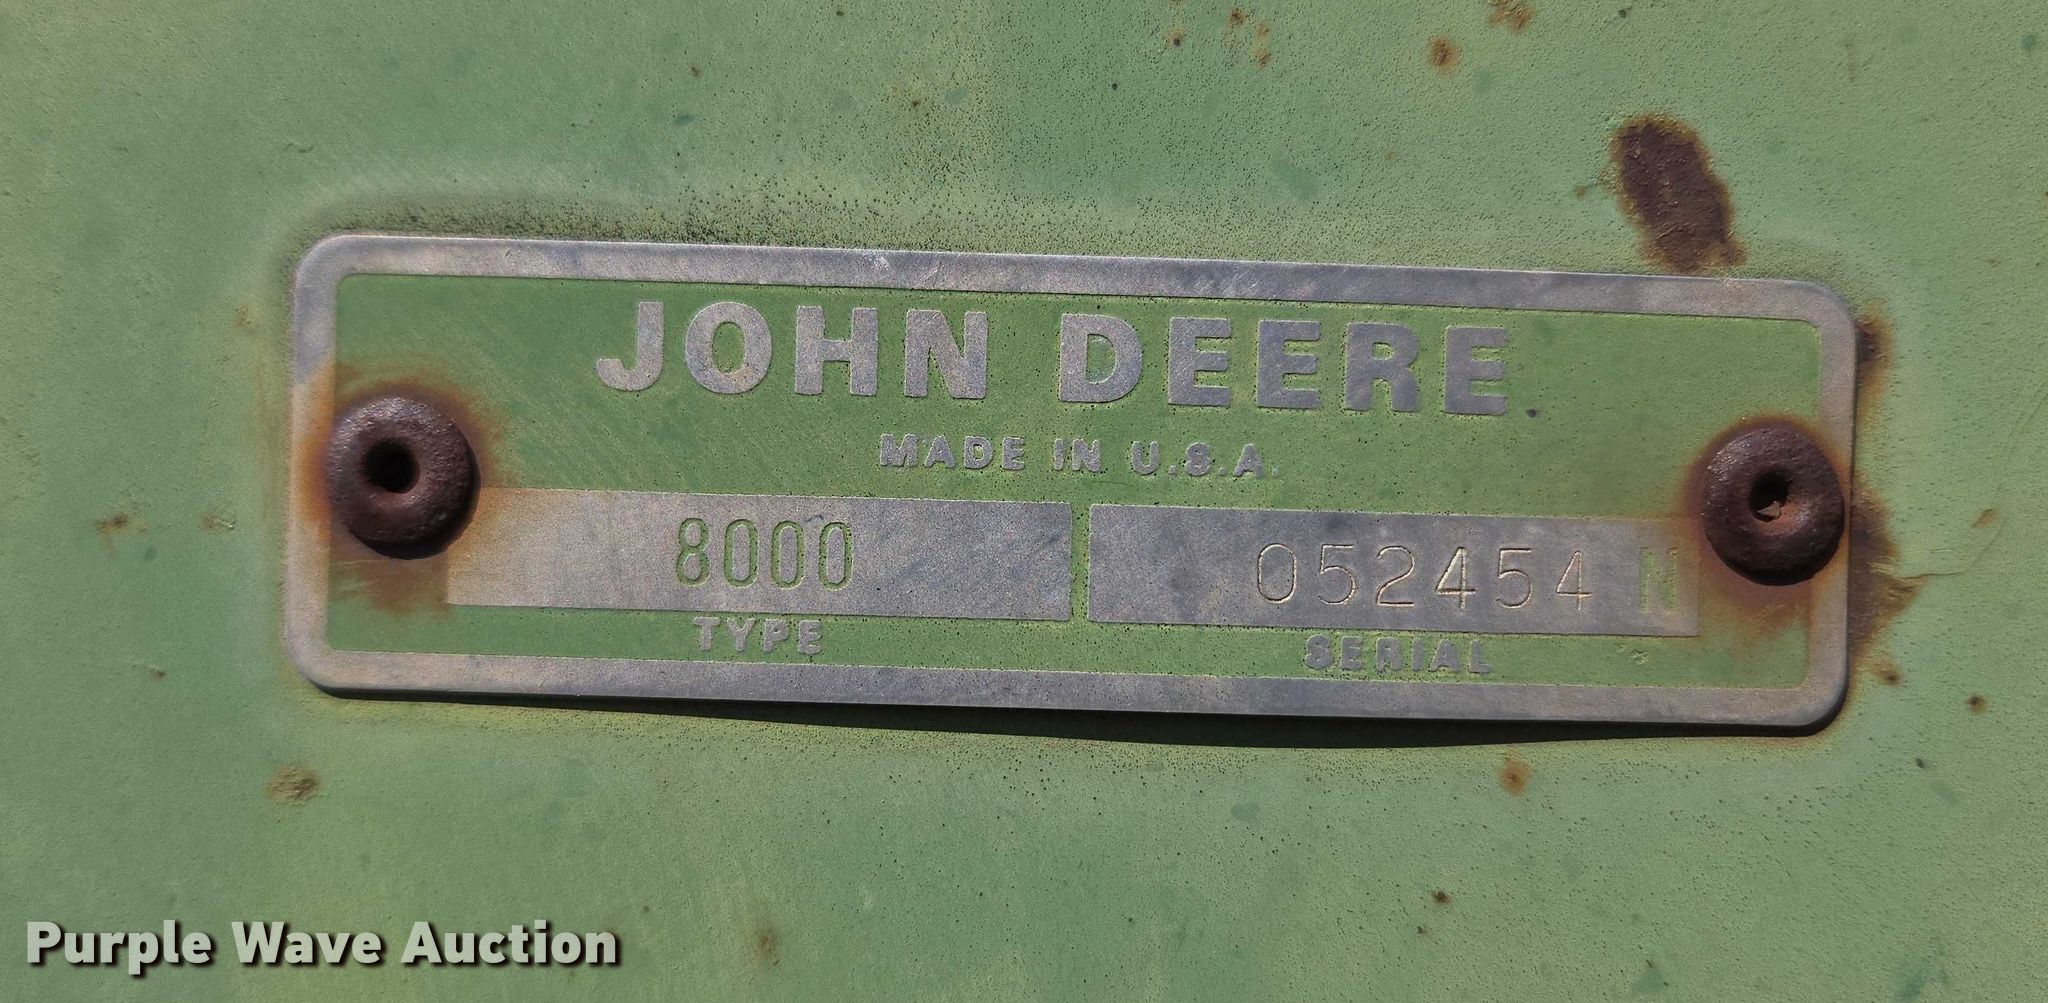 JOHN DEERE
MADE IN U.S.A.
8000 052454 N
TYPE SERIAL
Purple Wave Auction